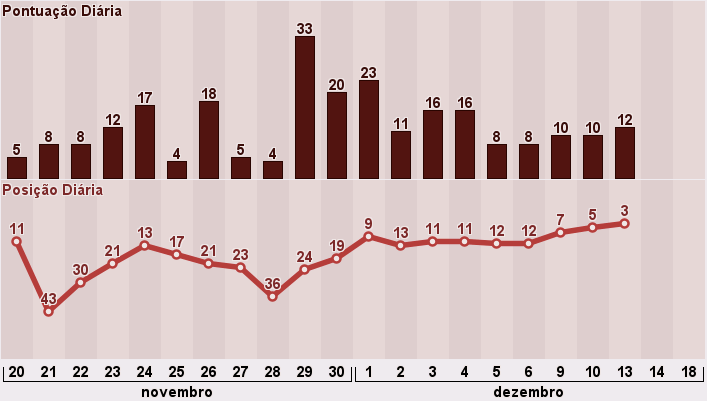 Pontuação Diária
5 8 8 12 17 4 18 5 4 33 20 23 11 16 16 8 8 10 10 12
Posição Diária
11 43 30 21 13 17 21 23 36 24 19 9 13 11 11 12 12 7 5 3
20 21 22 23 24 25 26 27 28 29 30 1 2 3 4 5 6 9 10 13 14 18
novembro dezembro